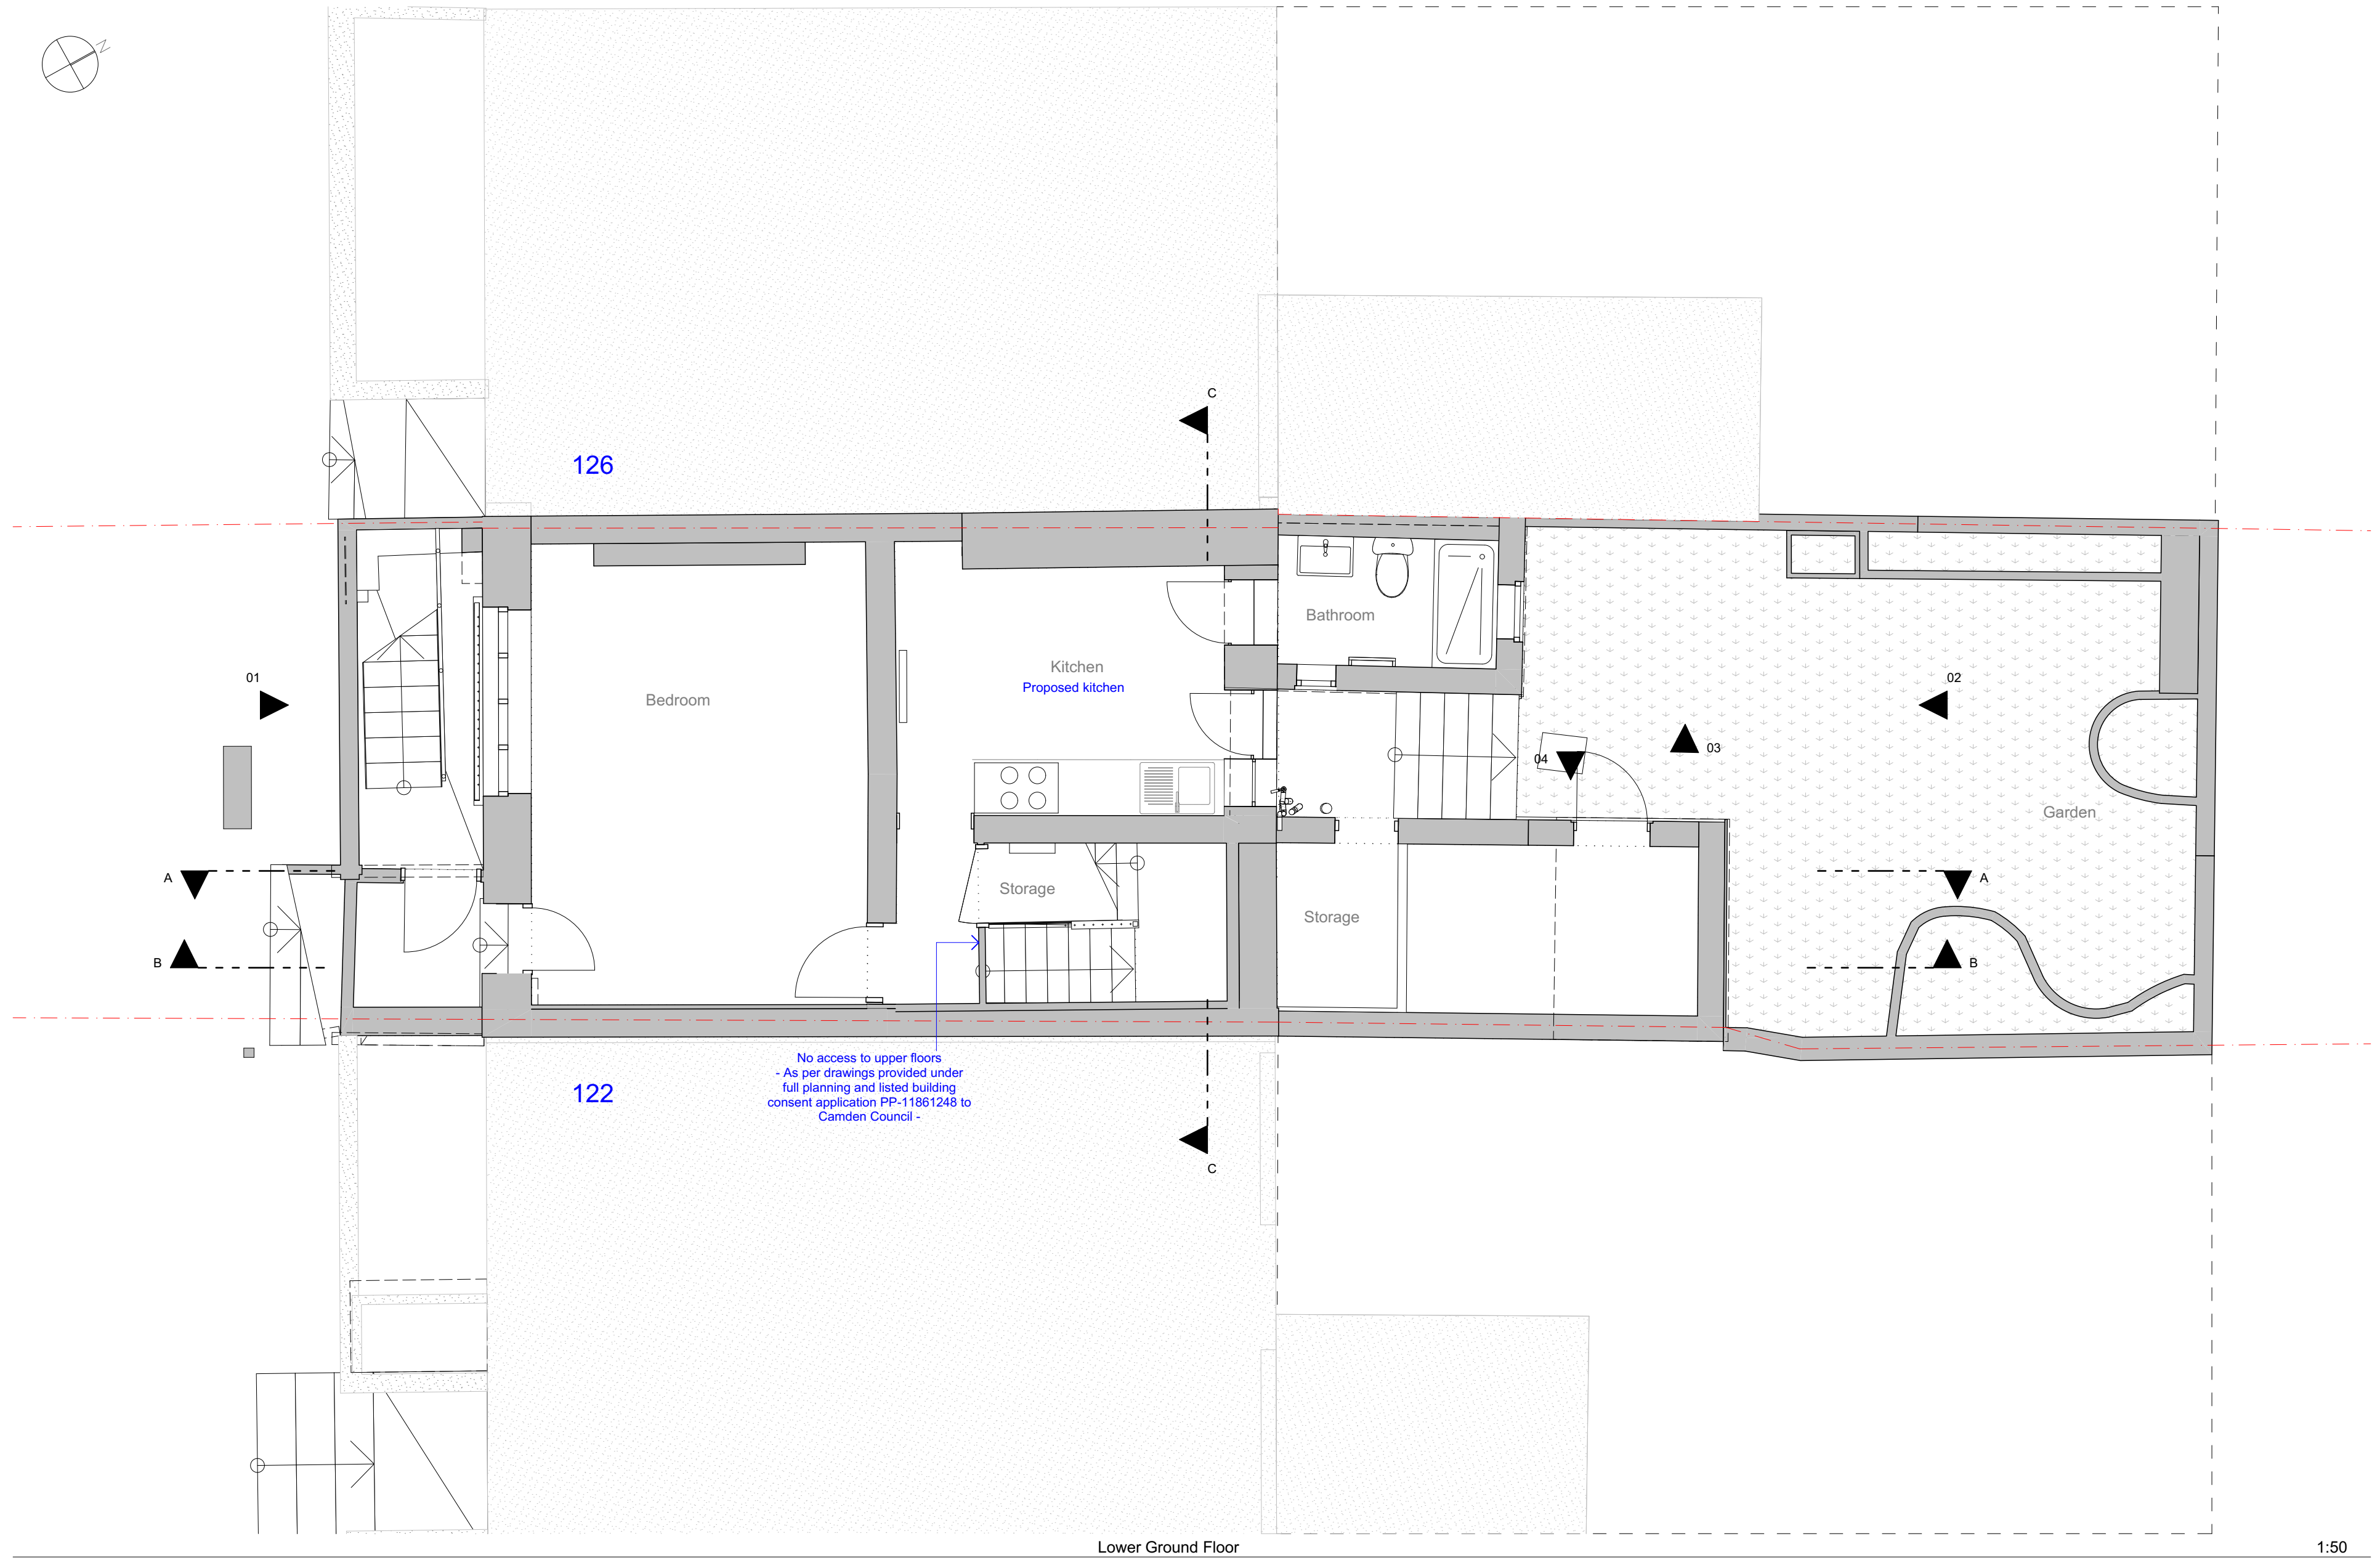 N
C
126
01
Bathroom
Kitchen
Proposed kitchen
Bedroom
02
03
04
Garden
A
Storage
Storage
A
B
B
No access to upper floors
- As per drawings provided under
full planning and listed building
consent application PP-11861248 to
Camden Council -
122
C
Lower Ground Floor
1:50